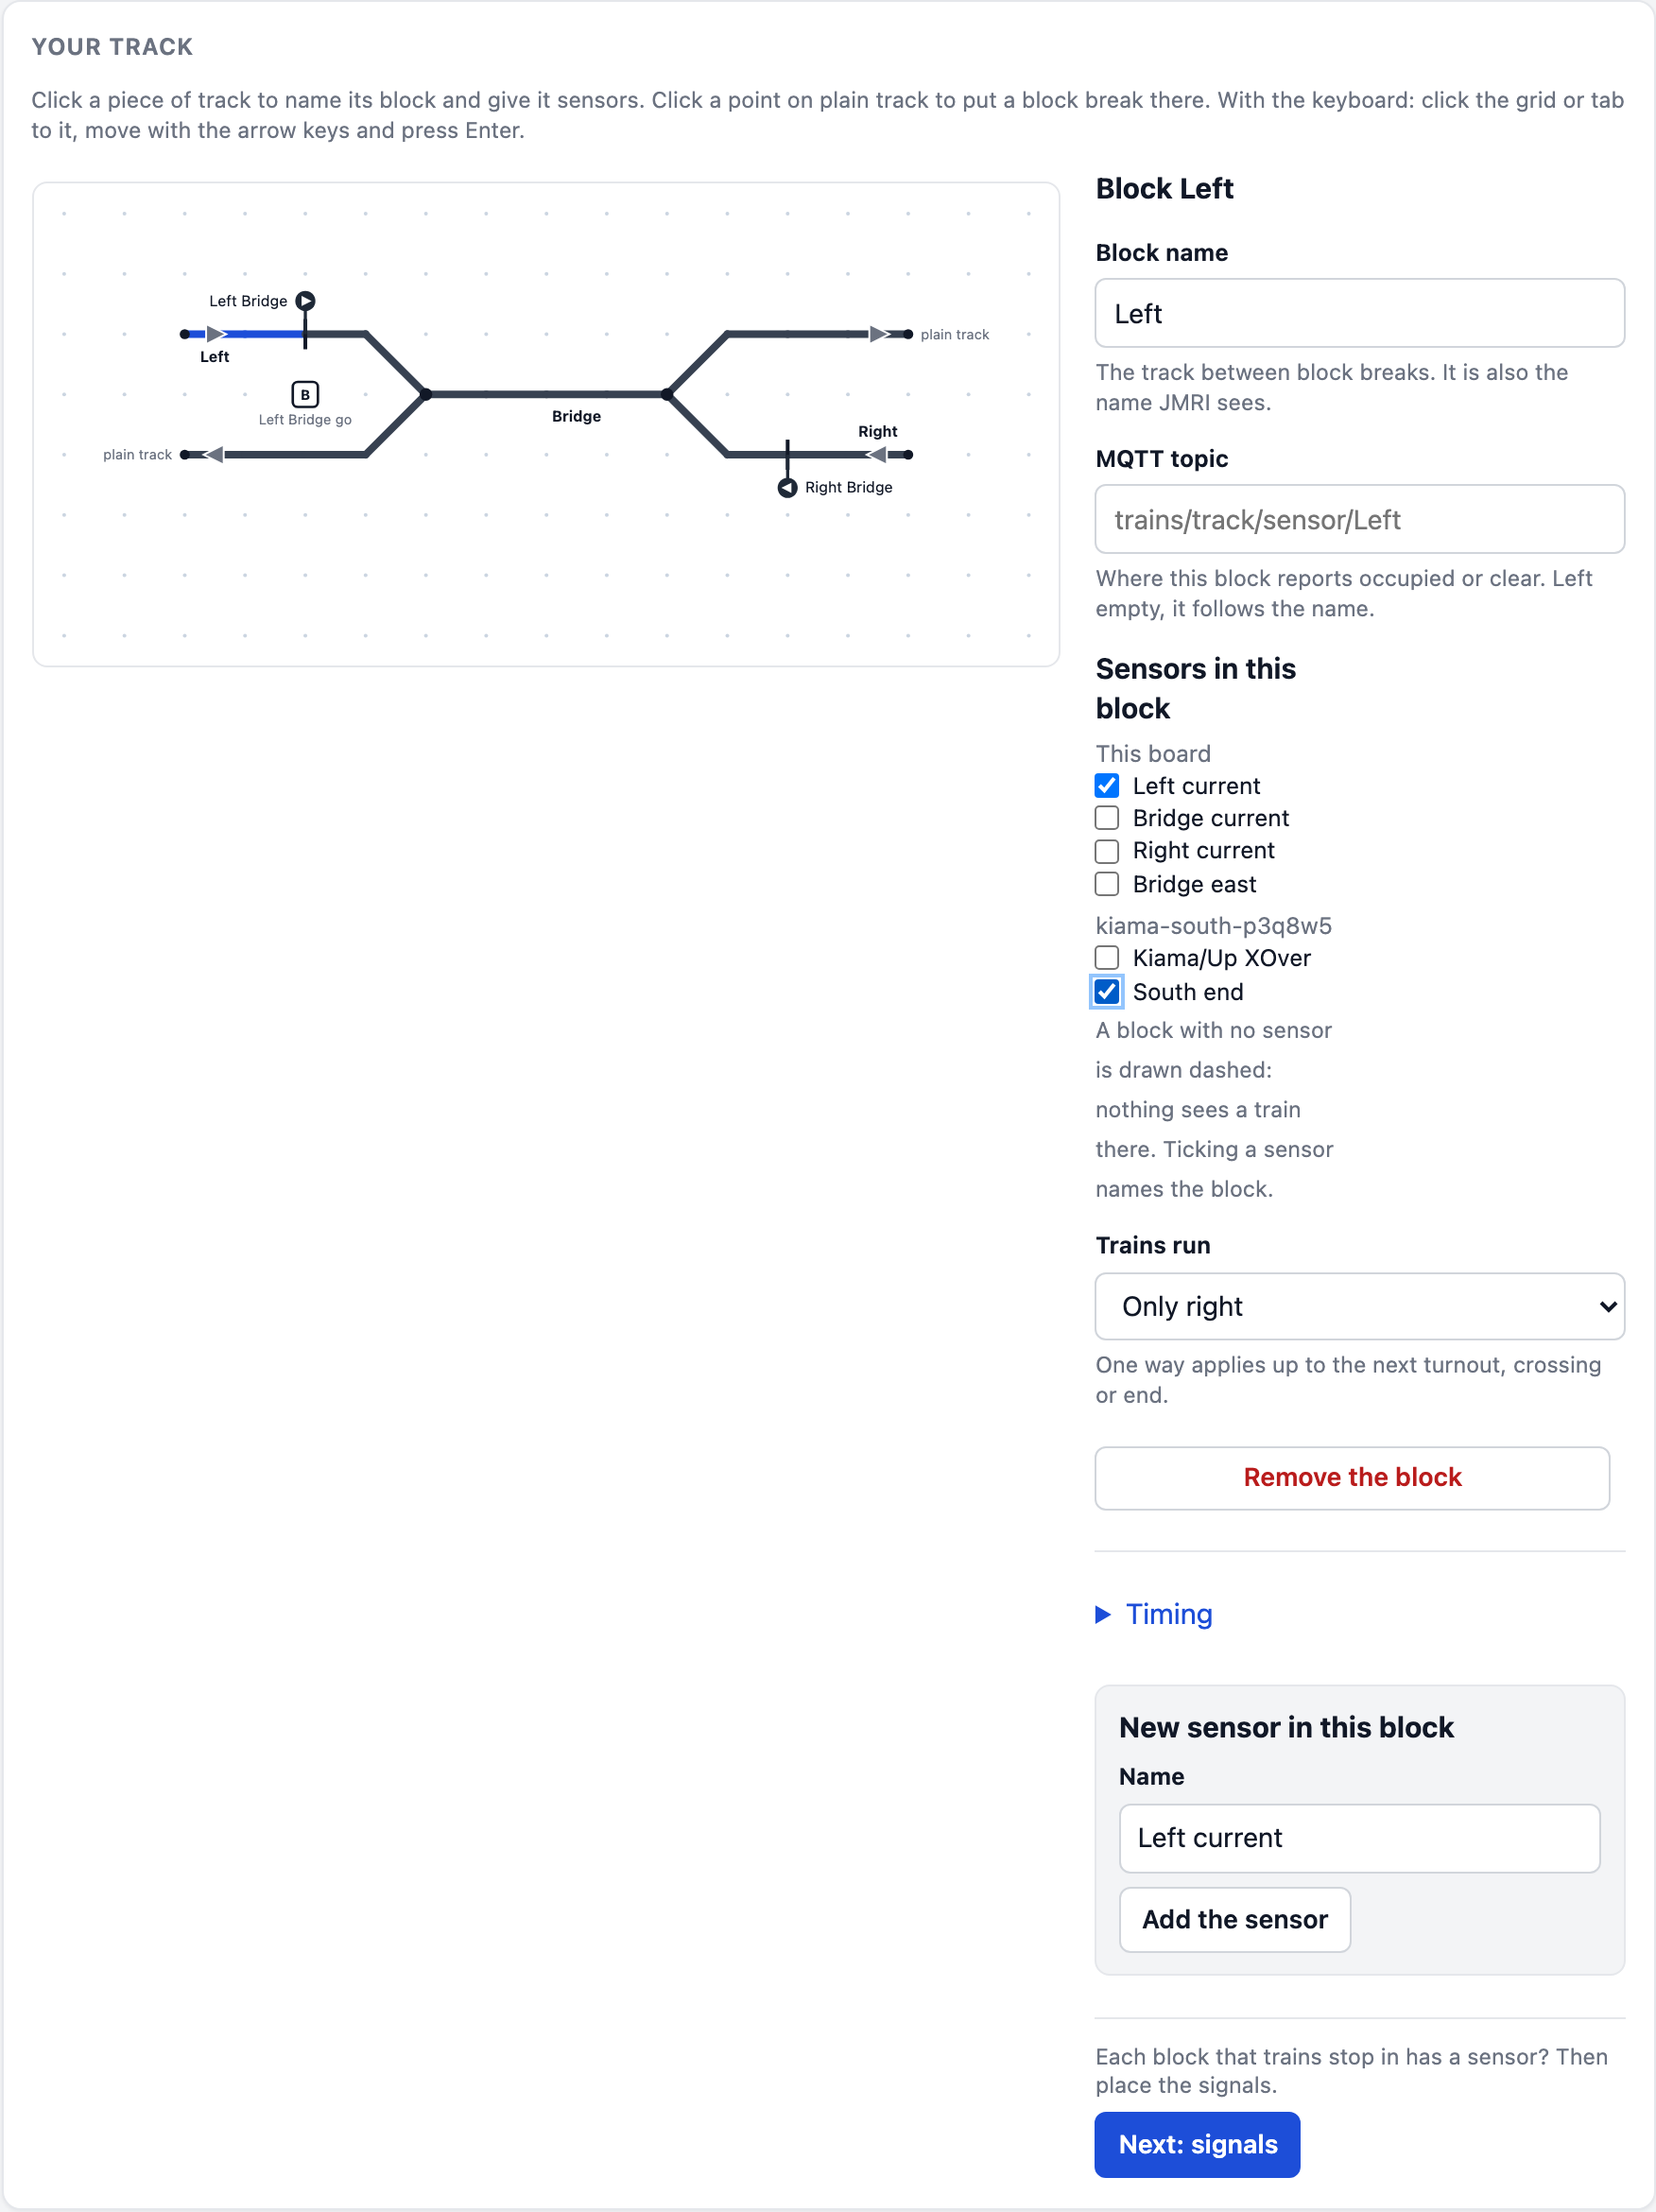 YOUR TRACK
Click a piece of track to name its block and give it sensors. Click a point on plain track to put a block break there. With the keyboard: click the grid or tab
to it, move with the arrow keys and press Enter.
Left Bridge
Left
plain track
B
Left Bridge go
Bridge
Right
plain track
Right Bridge
Block Left
Block name
Left
The track between block breaks. It is also the
name JMRI sees.
MQTT topic
trains/track/sensor/Left
Where this block reports occupied or clear. Left
empty, it follows the name.
Sensors in this
block
This board
Left current
Bridge current
Right current
Bridge east
kiama-south-p3q8w5
Kiama/Up XOver
South end
A block with no sensor
is drawn dashed:
nothing sees a train
there. Ticking a sensor
names the block.
Trains run
Only right
One way applies up to the next turnout, crossing
or end.
Remove the block
Timing
New sensor in this block
Name
Left current
Add the sensor
Each block that trains stop in has a sensor? Then
place the signals.
Next: signals